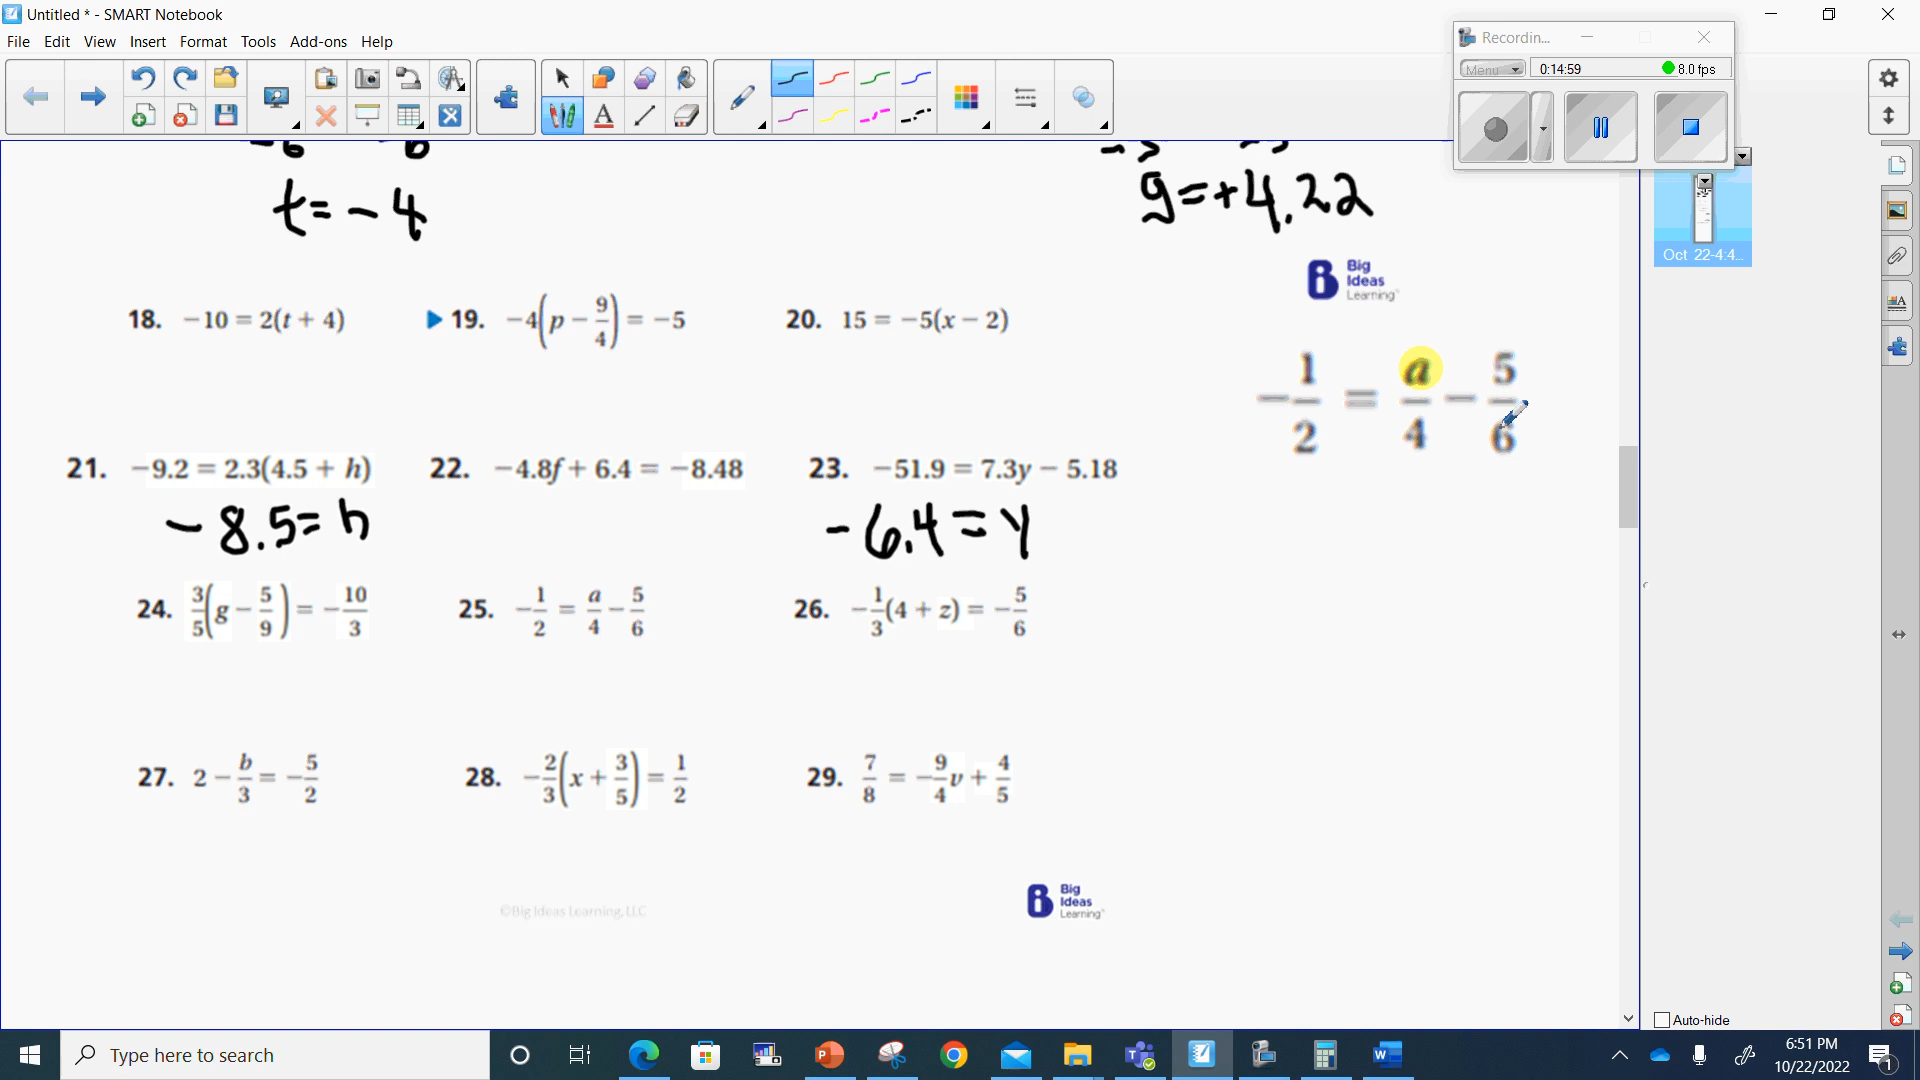 Untitled * - SMART Notebook
File Edit View Insert Format Tools Add-ons Help
Recordin...
Menu 0:14:59 8.0 fps
t = - 4
g = + 4.22
Oct 22-4:4...
Big
Ideas
Learning
18. −10 = 2(t + 4)
19. −4(p − 9/4) = −5
20. 15 = −5(x − 2)
−1/2 = a/4 − 5/6
21. −9.2 = 2.3(4.5 + h)
22. −4.8f + 6.4 = −8.48
23. −51.9 = 7.3y − 5.18
- 8.5 = h
- 6.4 = y
24. 3/5(g − 5/9) = −10/3
25. −1/2 = a/4 − 5/6
26. −1/3(4 + z) = −5/6
27. 2 − b/3 = −5/2
28. −2/3(x + 3/5) = 1/2
29. 7/8 = −9/4v + 4/5
©Big Ideas Learning, LLC
Big
Ideas
Learning
Auto-hide
Type here to search
6:51 PM
10/22/2022
1